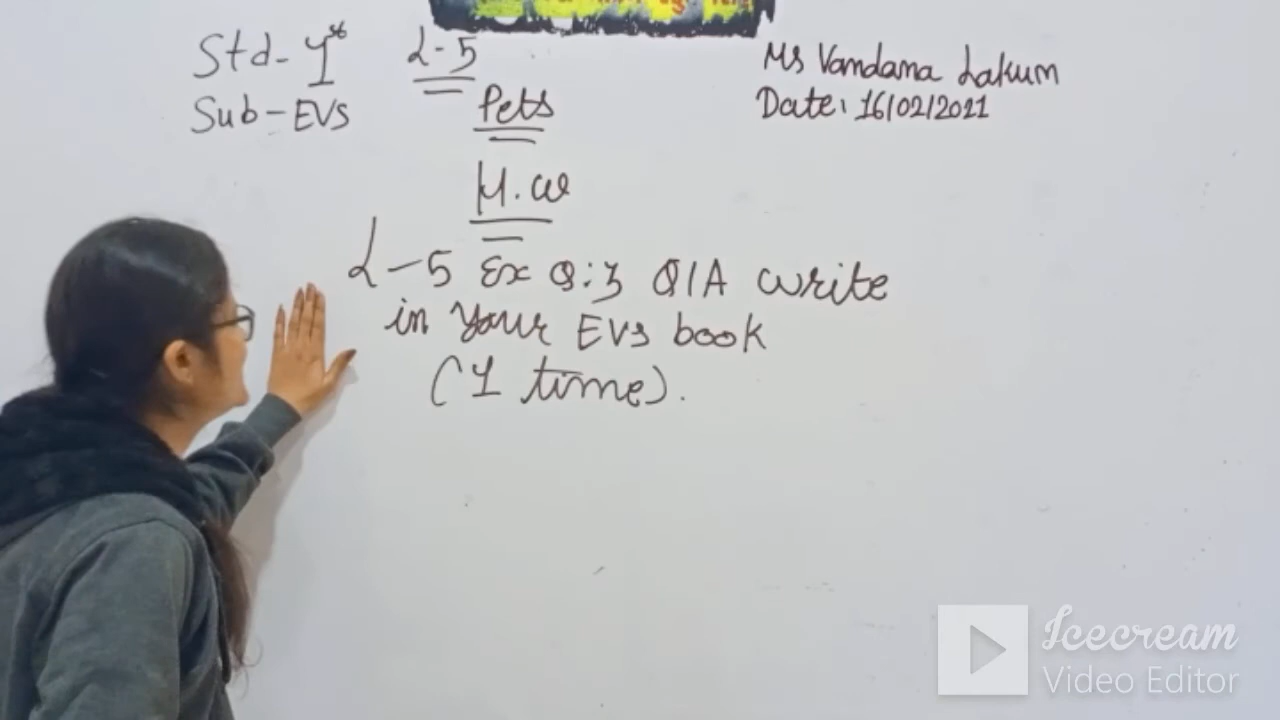 Std-1st
Sub-EVS
L-5
Pets
Ms Vandana Lakum
Date: 16/02/2021
H.W
L-5 Ex Q:3 Q/A write
in your EVS book
(1 time).
Icecream
Video Editor